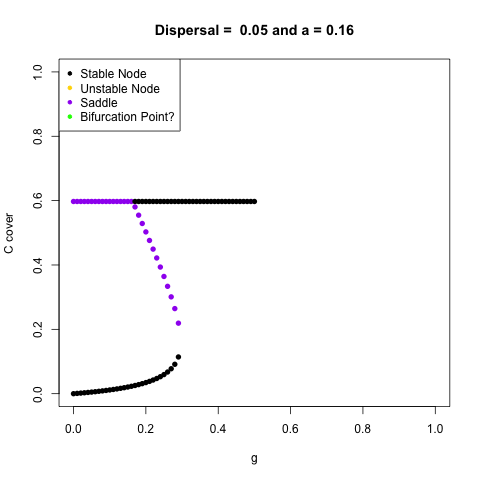 Dispersal =  0.05 and a = 0.16
Stable Node
Unstable Node
Saddle
Bifurcation Point?
1.0
0.8
0.6
0.4
0.2
0.0
C cover
0.0 0.2 0.4 0.6 0.8 1.0
g